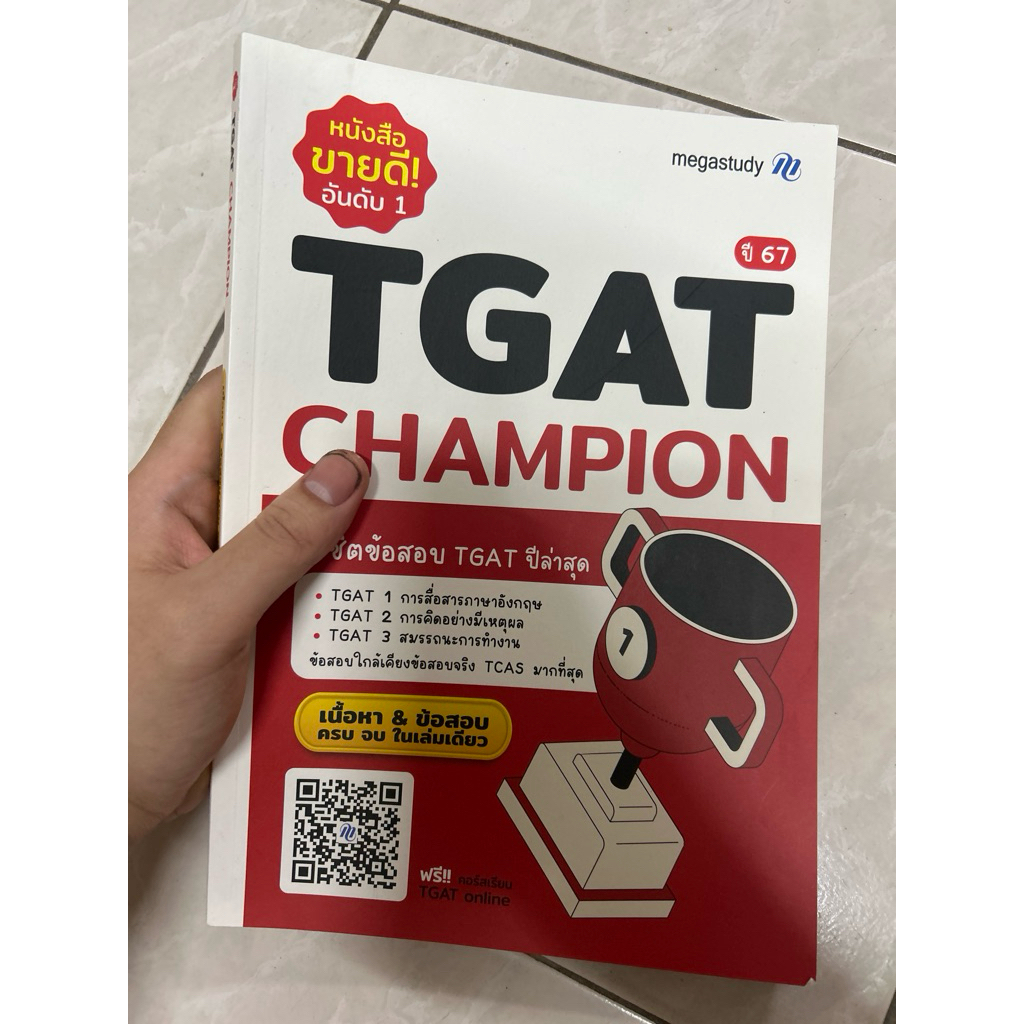 TGAT CHAMPION
หนังสือ
ขายดี!
อันดับ 1
megastudy
ปี 67
TGAT
CHAMPION
ข้อสอบ TGAT ปีล่าสุด
• TGAT 1 การสื่อสารภาษาอังกฤษ
• TGAT 2 การคิดอย่างมีเหตุผล
• TGAT 3 สมรรถนะการทำงาน
ข้อสอบใกล้เคียงข้อสอบจริง TCAS มากที่สุด
1
เนื้อหา & ข้อสอบ
ครบ จบ ในเล่มเดียว
ฟรี!! คอร์สเรียน
TGAT online